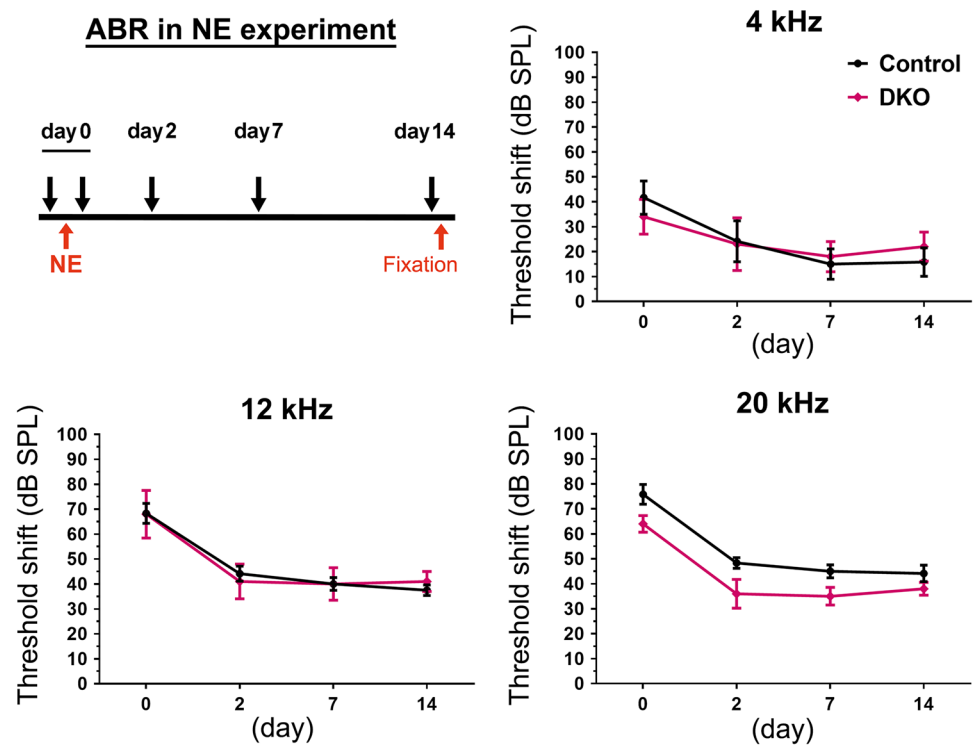 ABR in NE experiment
day 0 day 2 day 7 day 14
NE Fixation
4 kHz
Control
DKO
Threshold shift (dB SPL)
100
90
80
70
60
50
40
30
20
10
0
0 2 7 14
(day)
12 kHz
Threshold shift (dB SPL)
100
90
80
70
60
50
40
30
20
10
0
0 2 7 14
(day)
20 kHz
Threshold shift (dB SPL)
100
90
80
70
60
50
40
30
20
10
0
0 2 7 14
(day)